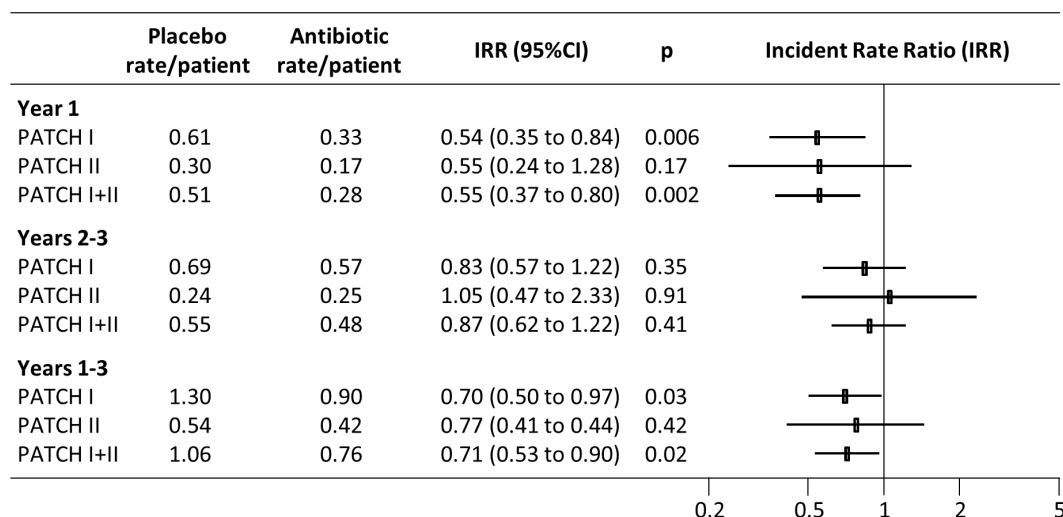 Placebo rate/patient Antibiotic rate/patient IRR (95%CI) p Incident Rate Ratio (IRR)
Year 1
PATCH I 0.61 0.33 0.54 (0.35 to 0.84) 0.006
PATCH II 0.30 0.17 0.55 (0.24 to 1.28) 0.17
PATCH I+II 0.51 0.28 0.55 (0.37 to 0.80) 0.002
Years 2-3
PATCH I 0.69 0.57 0.83 (0.57 to 1.22) 0.35
PATCH II 0.24 0.25 1.05 (0.47 to 2.33) 0.91
PATCH I+II 0.55 0.48 0.87 (0.62 to 1.22) 0.41
Years 1-3
PATCH I 1.30 0.90 0.70 (0.50 to 0.97) 0.03
PATCH II 0.54 0.42 0.77 (0.41 to 0.44) 0.42
PATCH I+II 1.06 0.76 0.71 (0.53 to 0.90) 0.02
0.2 0.5 1 2 5